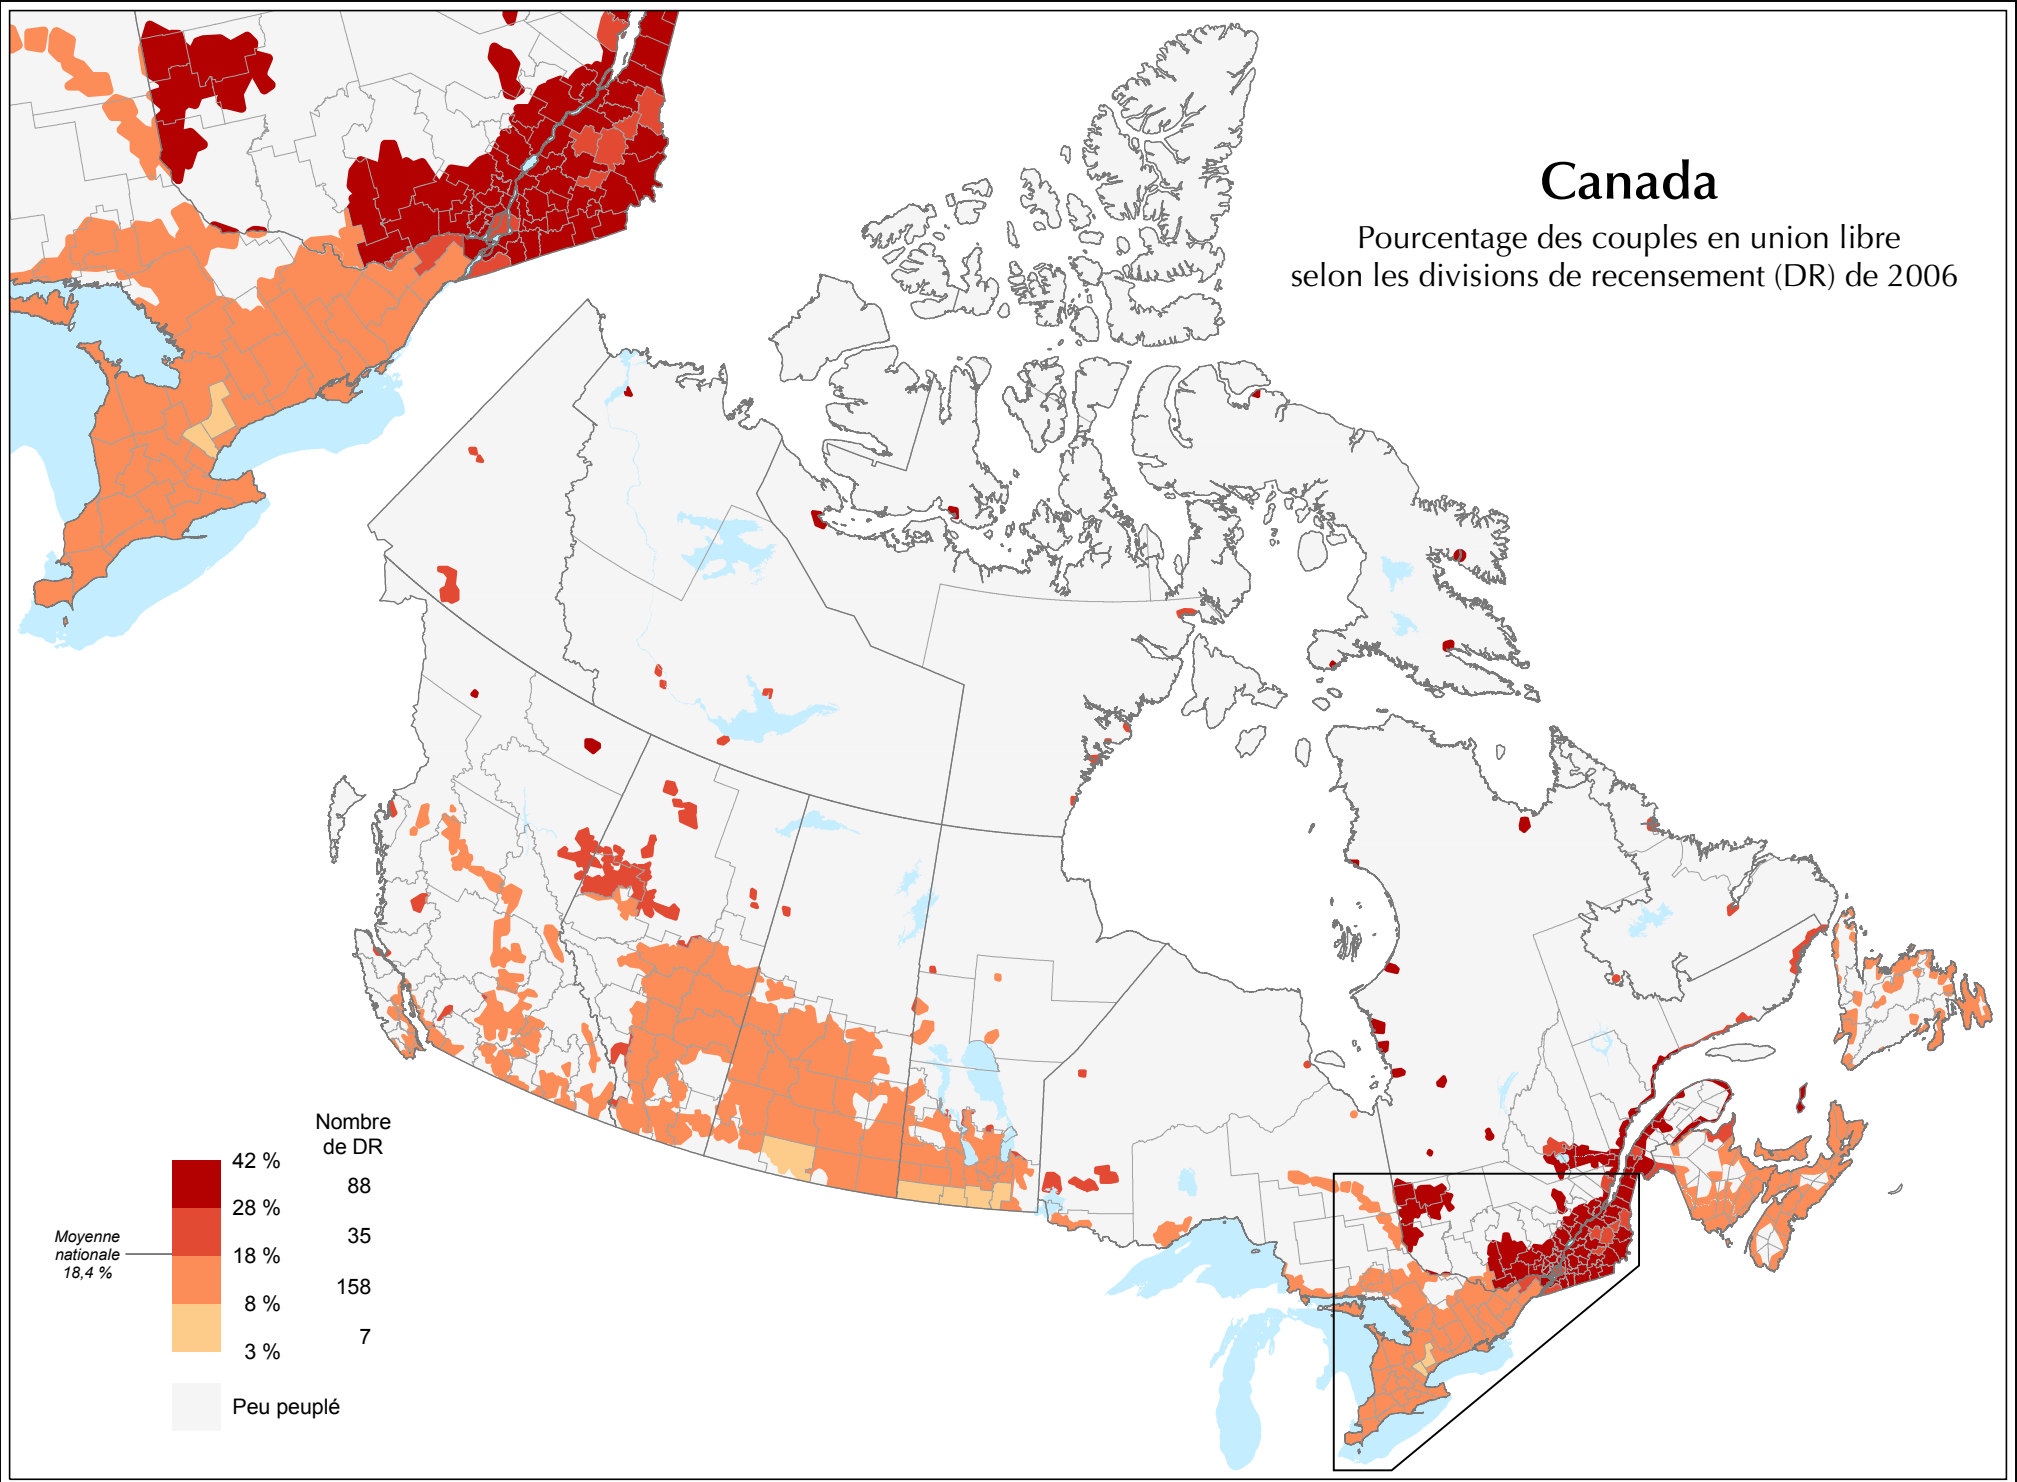 Canada
Pourcentage des couples en union libre
selon les divisions de recensement (DR) de 2006
Nombre
de DR
42 %
88
28 %
35
Moyenne
nationale
18,4 %
18 %
158
8 %
7
3 %
Peu peuplé